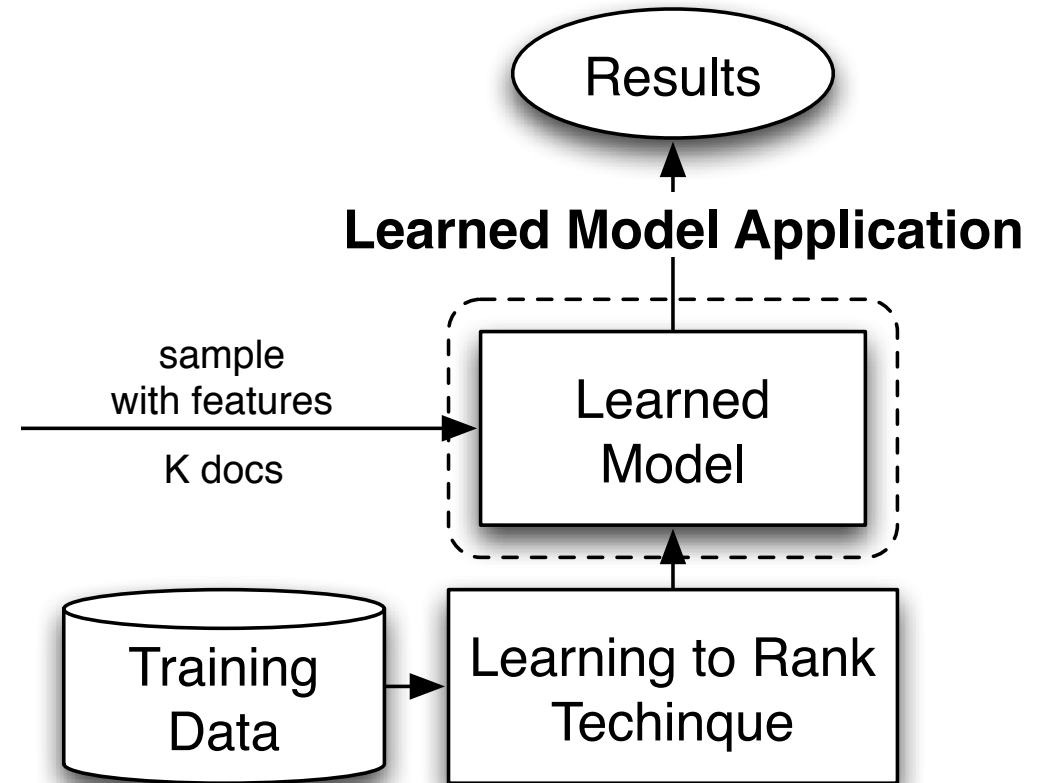 Results
Learned Model Application
sample
with features
K docs
Learned
Model
Training
Data
Learning to Rank
Techinque